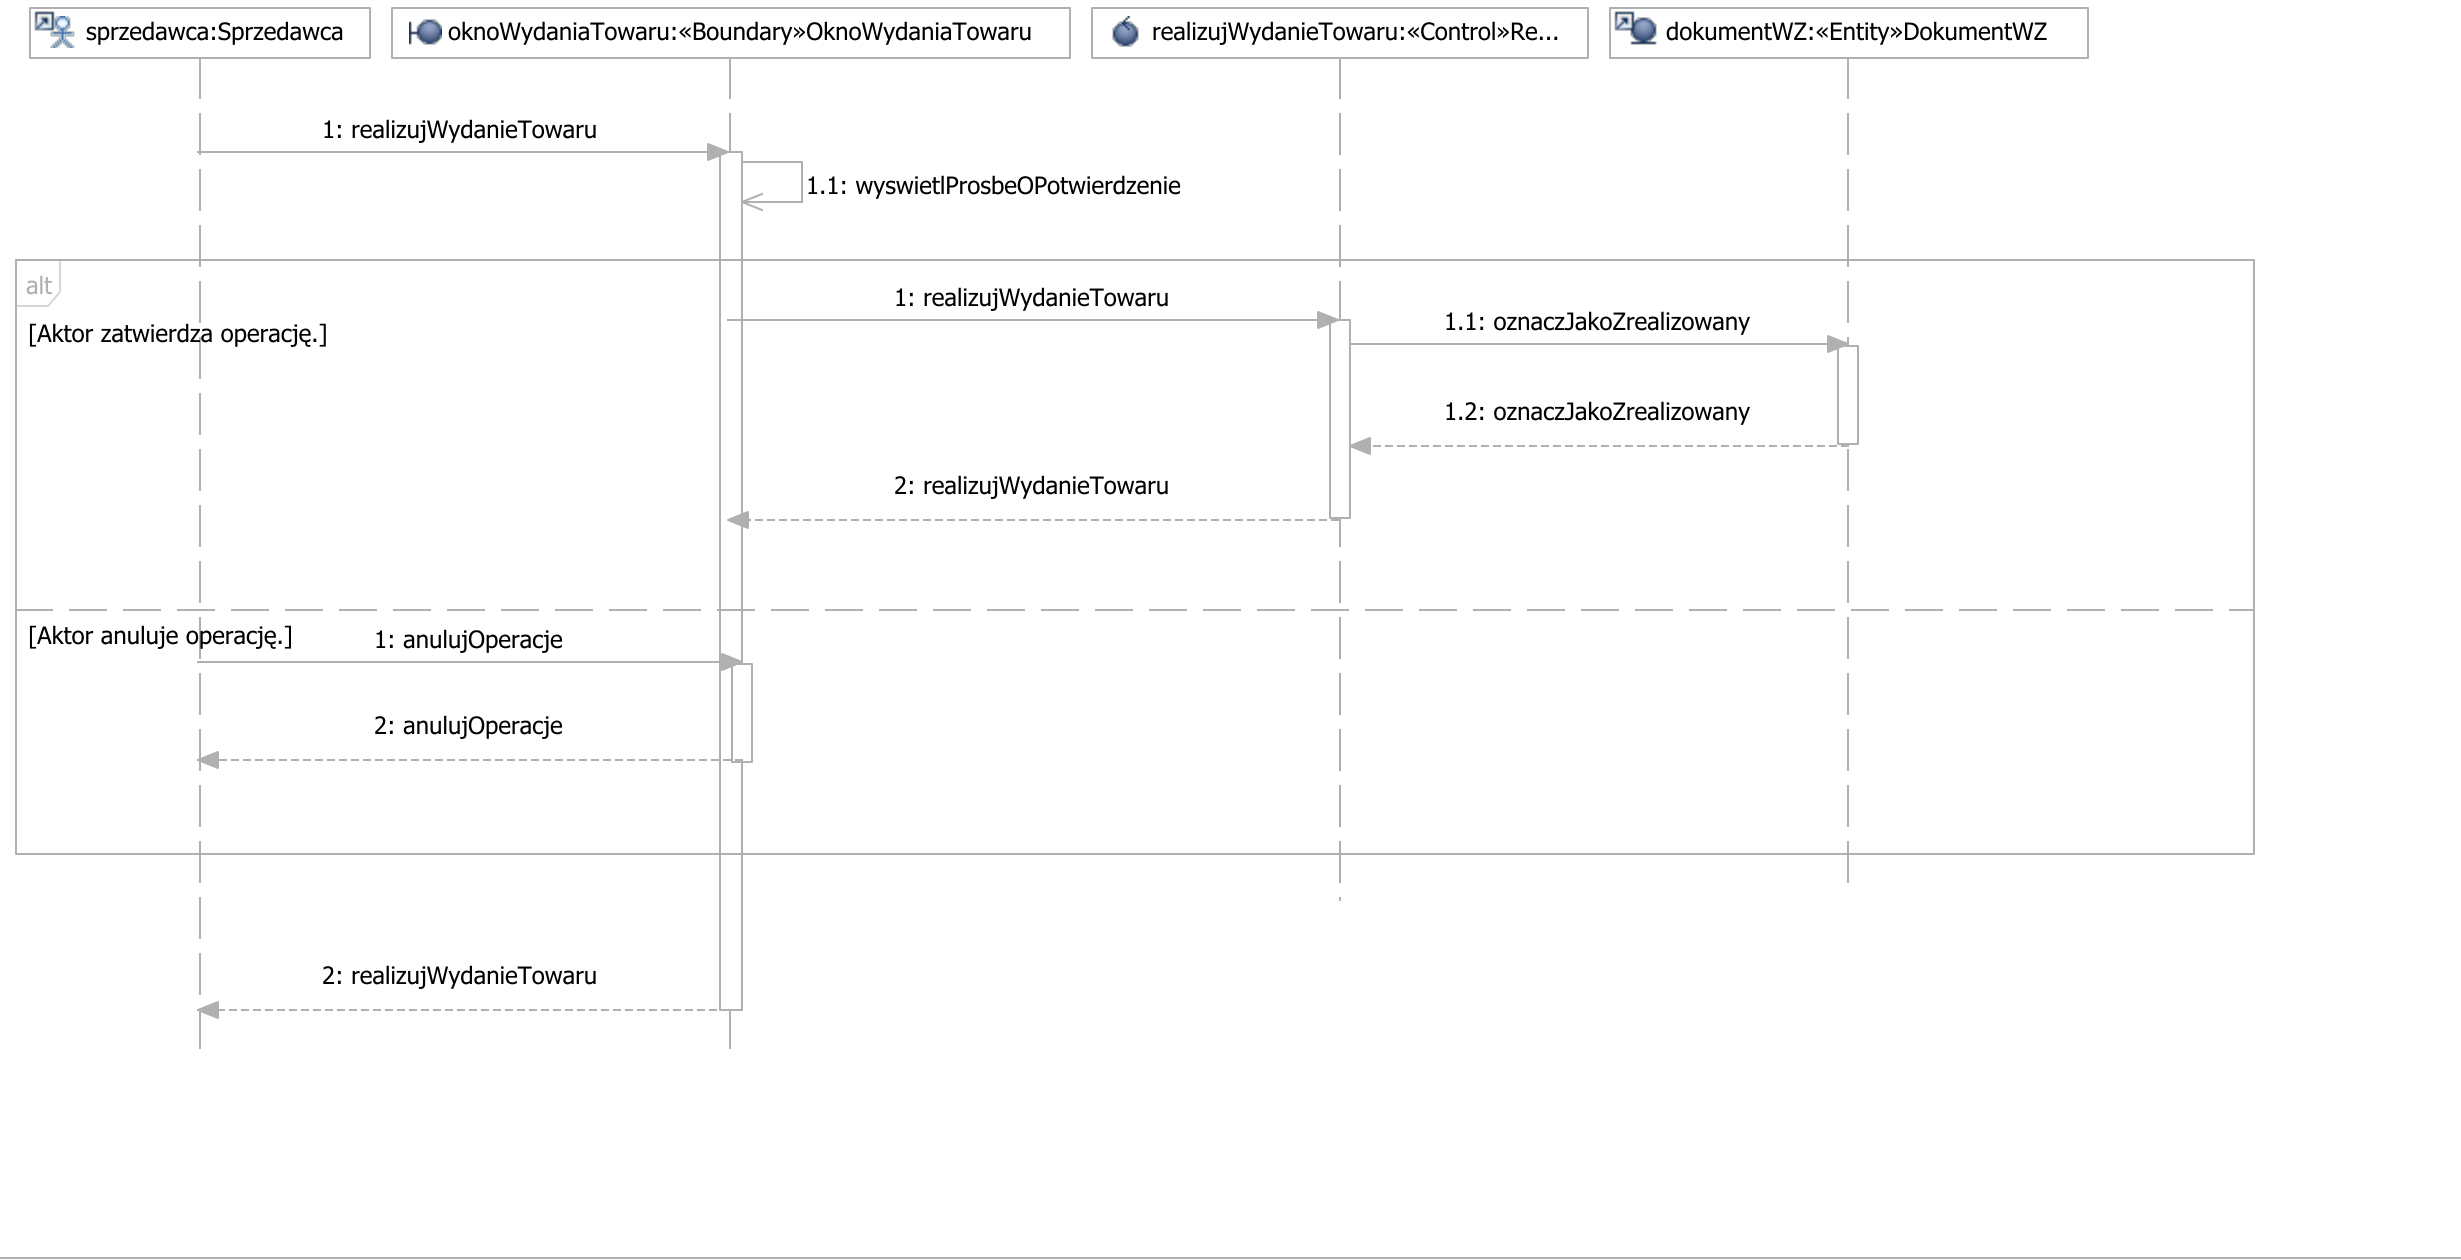 sprzedawca:Sprzedawca
oknoWydaniaTowaru:«Boundary»OknoWydaniaTowaru
realizujWydanieTowaru:«Control»Re...
dokumentWZ:«Entity»DokumentWZ
1: realizujWydanieTowaru
1.1: wyswietlProsbeOPotwierdzenie
alt
[Aktor zatwierdza operację.]
1: realizujWydanieTowaru
1.1: oznaczJakoZrealizowany
1.2: oznaczJakoZrealizowany
2: realizujWydanieTowaru
[Aktor anuluje operację.]
1: anulujOperacje
2: anulujOperacje
2: realizujWydanieTowaru